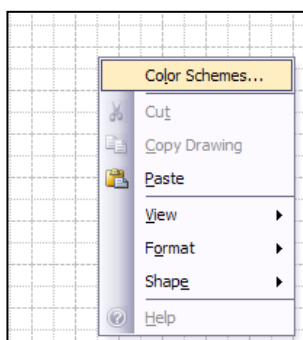 Color Schemes...
Cut
Copy Drawing
Paste
View
Format
Shape
Help